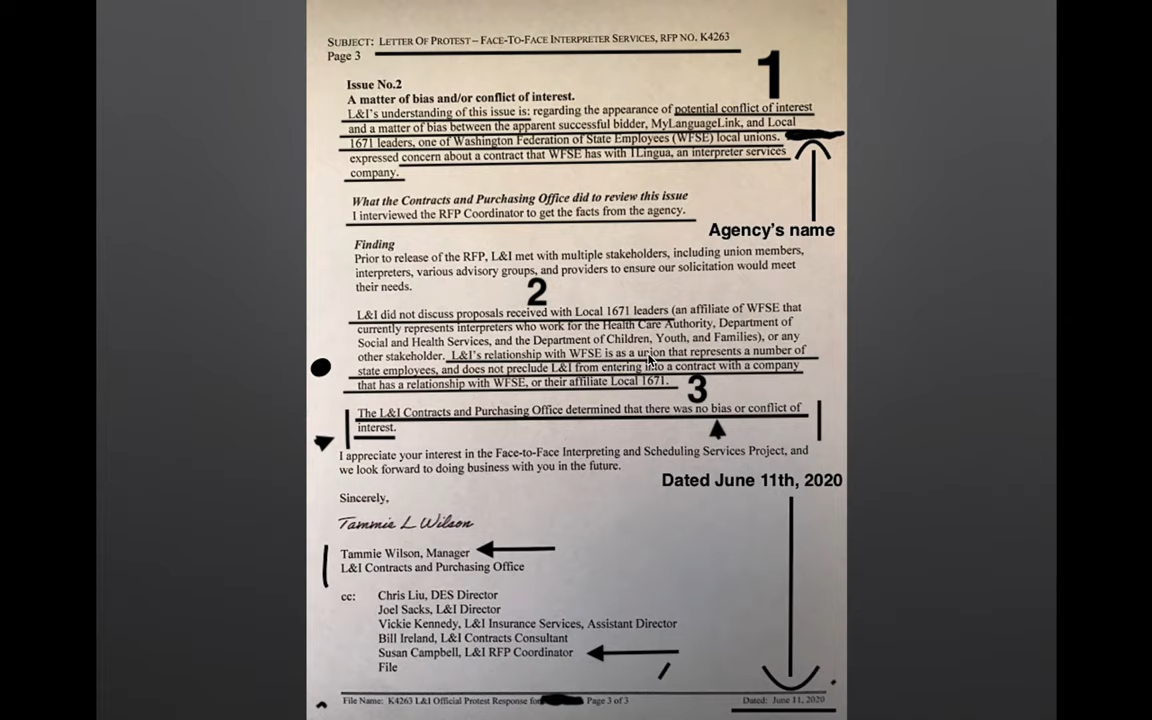 SUBJECT: LETTER OF PROTEST – FACE-TO-FACE INTERPRETER SERVICES, RFP NO. K4263
Page 3
1
Issue No.2
A matter of bias and/or conflict of interest.
L&I's understanding of this issue is: regarding the appearance of potential conflict of interest
and a matter of bias between the apparent successful bidder, MyLanguageLink, and Local
1671 leaders, one of Washington Federation of State Employees (WFSE) local unions.
expressed concern about a contract that WFSE has with 1Lingua, an interpreter services
company.
What the Contracts and Purchasing Office did to review this issue
I interviewed the RFP Coordinator to get the facts from the agency.
Agency's name
Finding
Prior to release of the RFP, L&I met with multiple stakeholders, including union members,
interpreters, various advisory groups, and providers to ensure our solicitation would meet
their needs.
2
L&I did not discuss proposals received with Local 1671 leaders (an affiliate of WFSE that
currently represents interpreters who work for the Health Care Authority, Department of
Social and Health Services, and the Department of Children, Youth, and Families), or any
other stakeholder. L&I's relationship with WFSE is as a union that represents a number of
state employees, and does not preclude L&I from entering into a contract with a company
that has a relationship with WFSE, or their affiliate Local 1671.
3
The L&I Contracts and Purchasing Office determined that there was no bias or conflict of
interest.
I appreciate your interest in the Face-to-Face Interpreting and Scheduling Services Project, and
we look forward to doing business with you in the future.
Dated June 11th, 2020
Sincerely,
Tammie L Wilson
Tammie Wilson, Manager
L&I Contracts and Purchasing Office
cc: Chris Liu, DES Director
Joel Sacks, L&I Director
Vickie Kennedy, L&I Insurance Services, Assistant Director
Bill Ireland, L&I Contracts Consultant
Susan Campbell, L&I RFP Coordinator
File
File Name: K4263 L&I Official Protest Response for Page 3 of 3 Dated: June 11, 2020